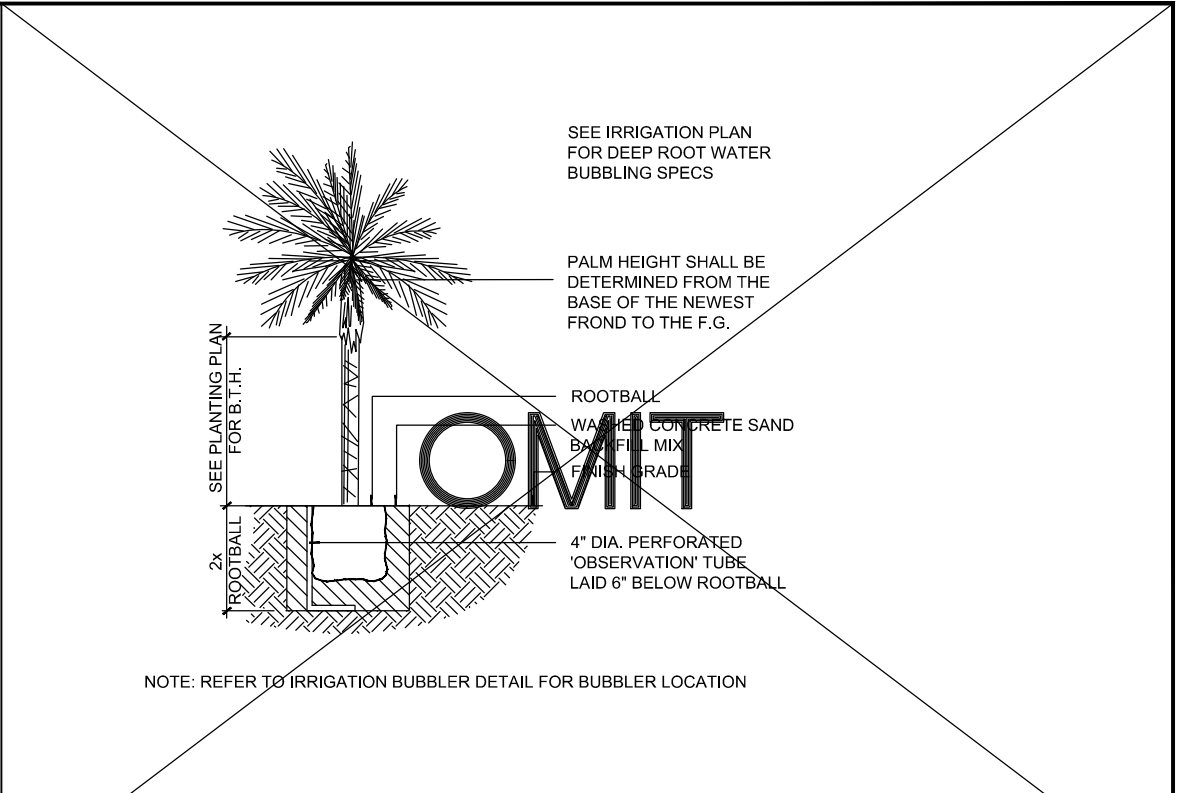 SEE IRRIGATION PLAN
FOR DEEP ROOT WATER
BUBBLING SPECS
PALM HEIGHT SHALL BE
DETERMINED FROM THE
BASE OF THE NEWEST
FROND TO THE F.G.
SEE PLANTING PLAN
FOR B.T.H.
ROOTBALL
WASHED CONCRETE SAND
BACKFILL MIX
FINISH GRADE
OMIT
2x
ROOTBALL
4" DIA. PERFORATED
'OBSERVATION' TUBE
LAID 6" BELOW ROOTBALL
NOTE: REFER TO IRRIGATION BUBBLER DETAIL FOR BUBBLER LOCATION